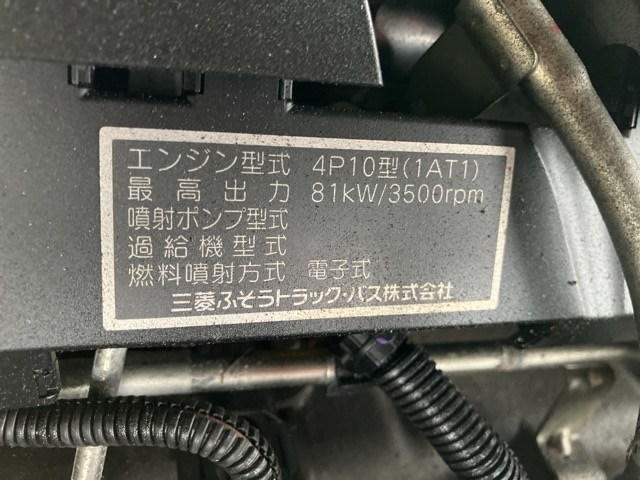 エンジン型式 4P10型(1AT1)
最高出力 81kW/3500rpm
噴射ポンプ型式
過給機型式
燃料噴射方式 電子式
三菱ふそうトラック・バス株式会社